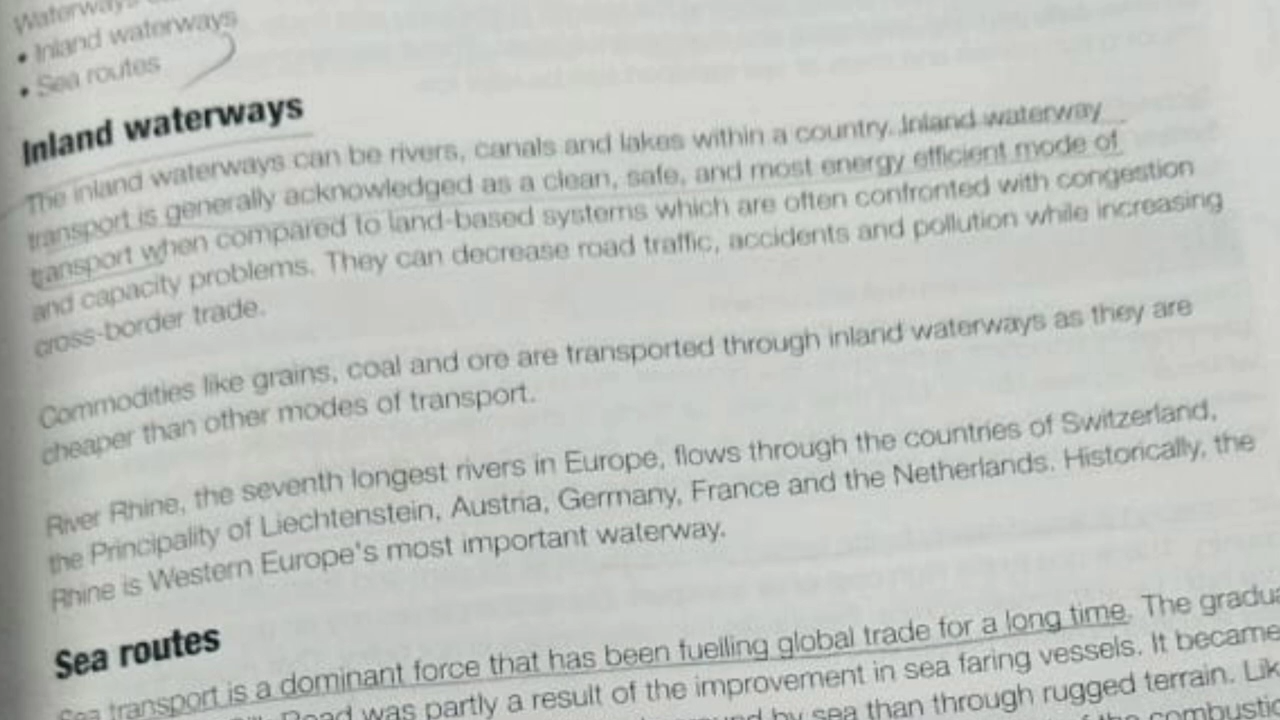 Waterways
• Inland waterways
• Sea routes
Inland waterways
The inland waterways can be rivers, canals and lakes within a country. Inland waterway
transport is generally acknowledged as a clean, safe, and most energy efficient mode of
transport when compared to land-based systems which are often confronted with congestion
and capacity problems. They can decrease road traffic, accidents and pollution while increasing
cross-border trade.
Commodities like grains, coal and ore are transported through inland waterways as they are
cheaper than other modes of transport.
River Rhine, the seventh longest rivers in Europe, flows through the countries of Switzerland,
the Principality of Liechtenstein, Austria, Germany, France and the Netherlands. Historically, the
Rhine is Western Europe's most important waterway.
Sea routes
Sea transport is a dominant force that has been fuelling global trade for a long time. The gradua
Road was partly a result of the improvement in sea faring vessels. It became
by sea than through rugged terrain. Lik
the combustio